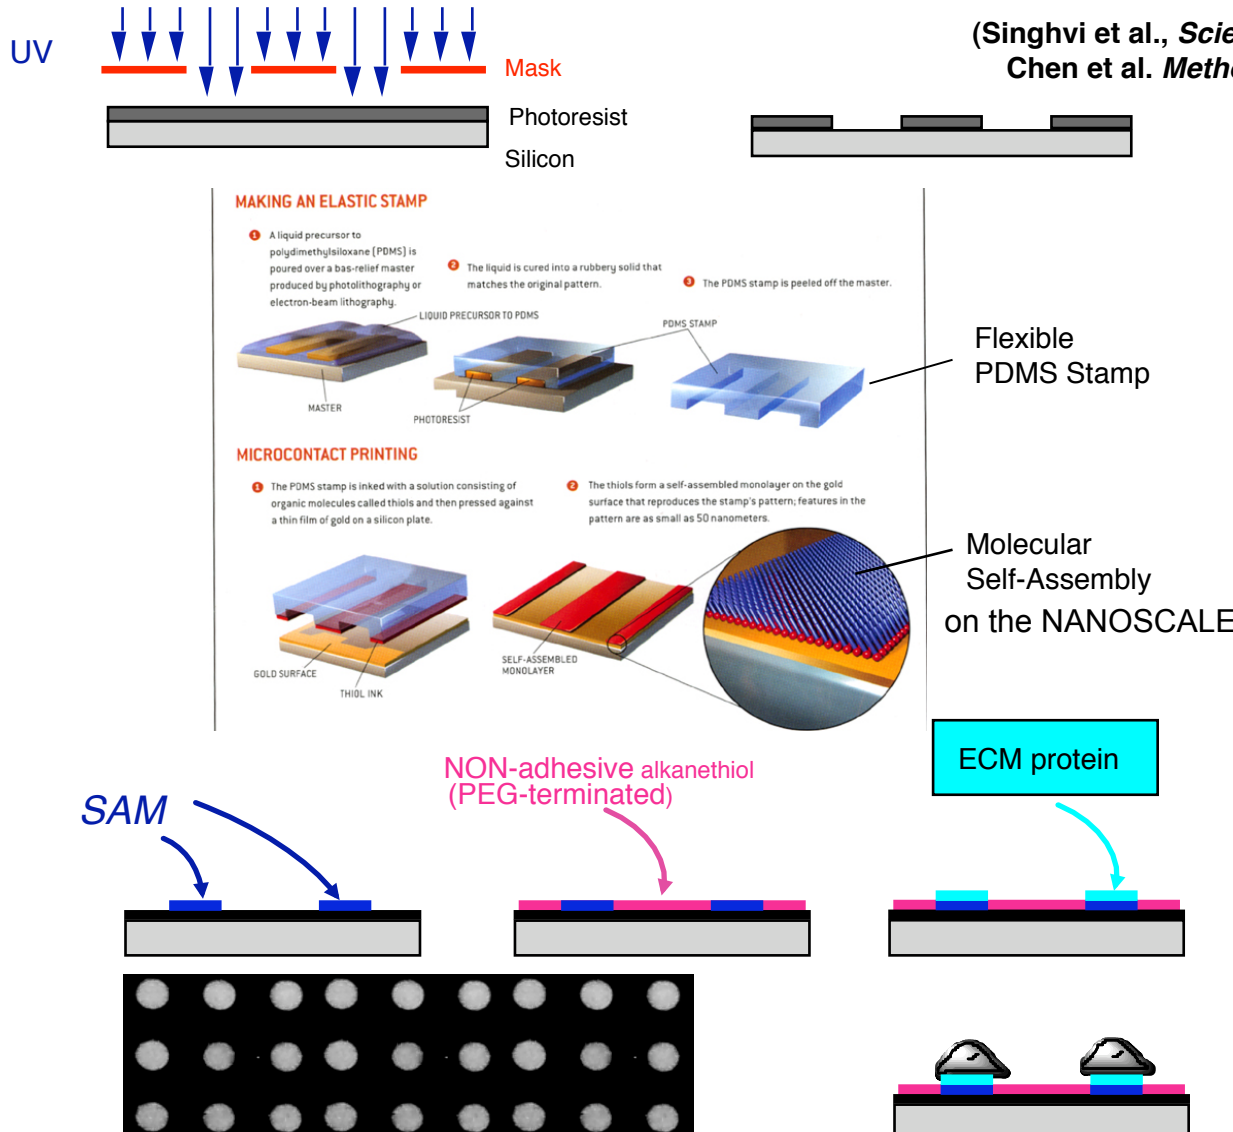 UV
Mask
Photoresist
Silicon
(Singhvi et al., Scie
Chen et al. Metho
MAKING AN ELASTIC STAMP
1 A liquid precursor to
polydimethylsiloxane (PDMS) is
poured over a bas-relief master
produced by photolithography or
electron-beam lithography.
2 The liquid is cured into a rubbery solid that
matches the original pattern.
3 The PDMS stamp is peeled off the master.
LIQUID PRECURSOR TO PDMS
MASTER
PHOTORESIST
PDMS STAMP
Flexible
PDMS Stamp
MICROCONTACT PRINTING
1 The PDMS stamp is inked with a solution consisting of
organic molecules called thiols and then pressed against
a thin film of gold on a silicon plate.
2 The thiols form a self-assembled monolayer on the gold
surface that reproduces the stamp's pattern; features in the
pattern are as small as 50 nanometers.
GOLD SURFACE
THIOL INK
SELF-ASSEMBLED
MONOLAYER
Molecular
Self-Assembly
on the NANOSCALE
SAM
NON-adhesive alkanethiol
(PEG-terminated)
ECM protein